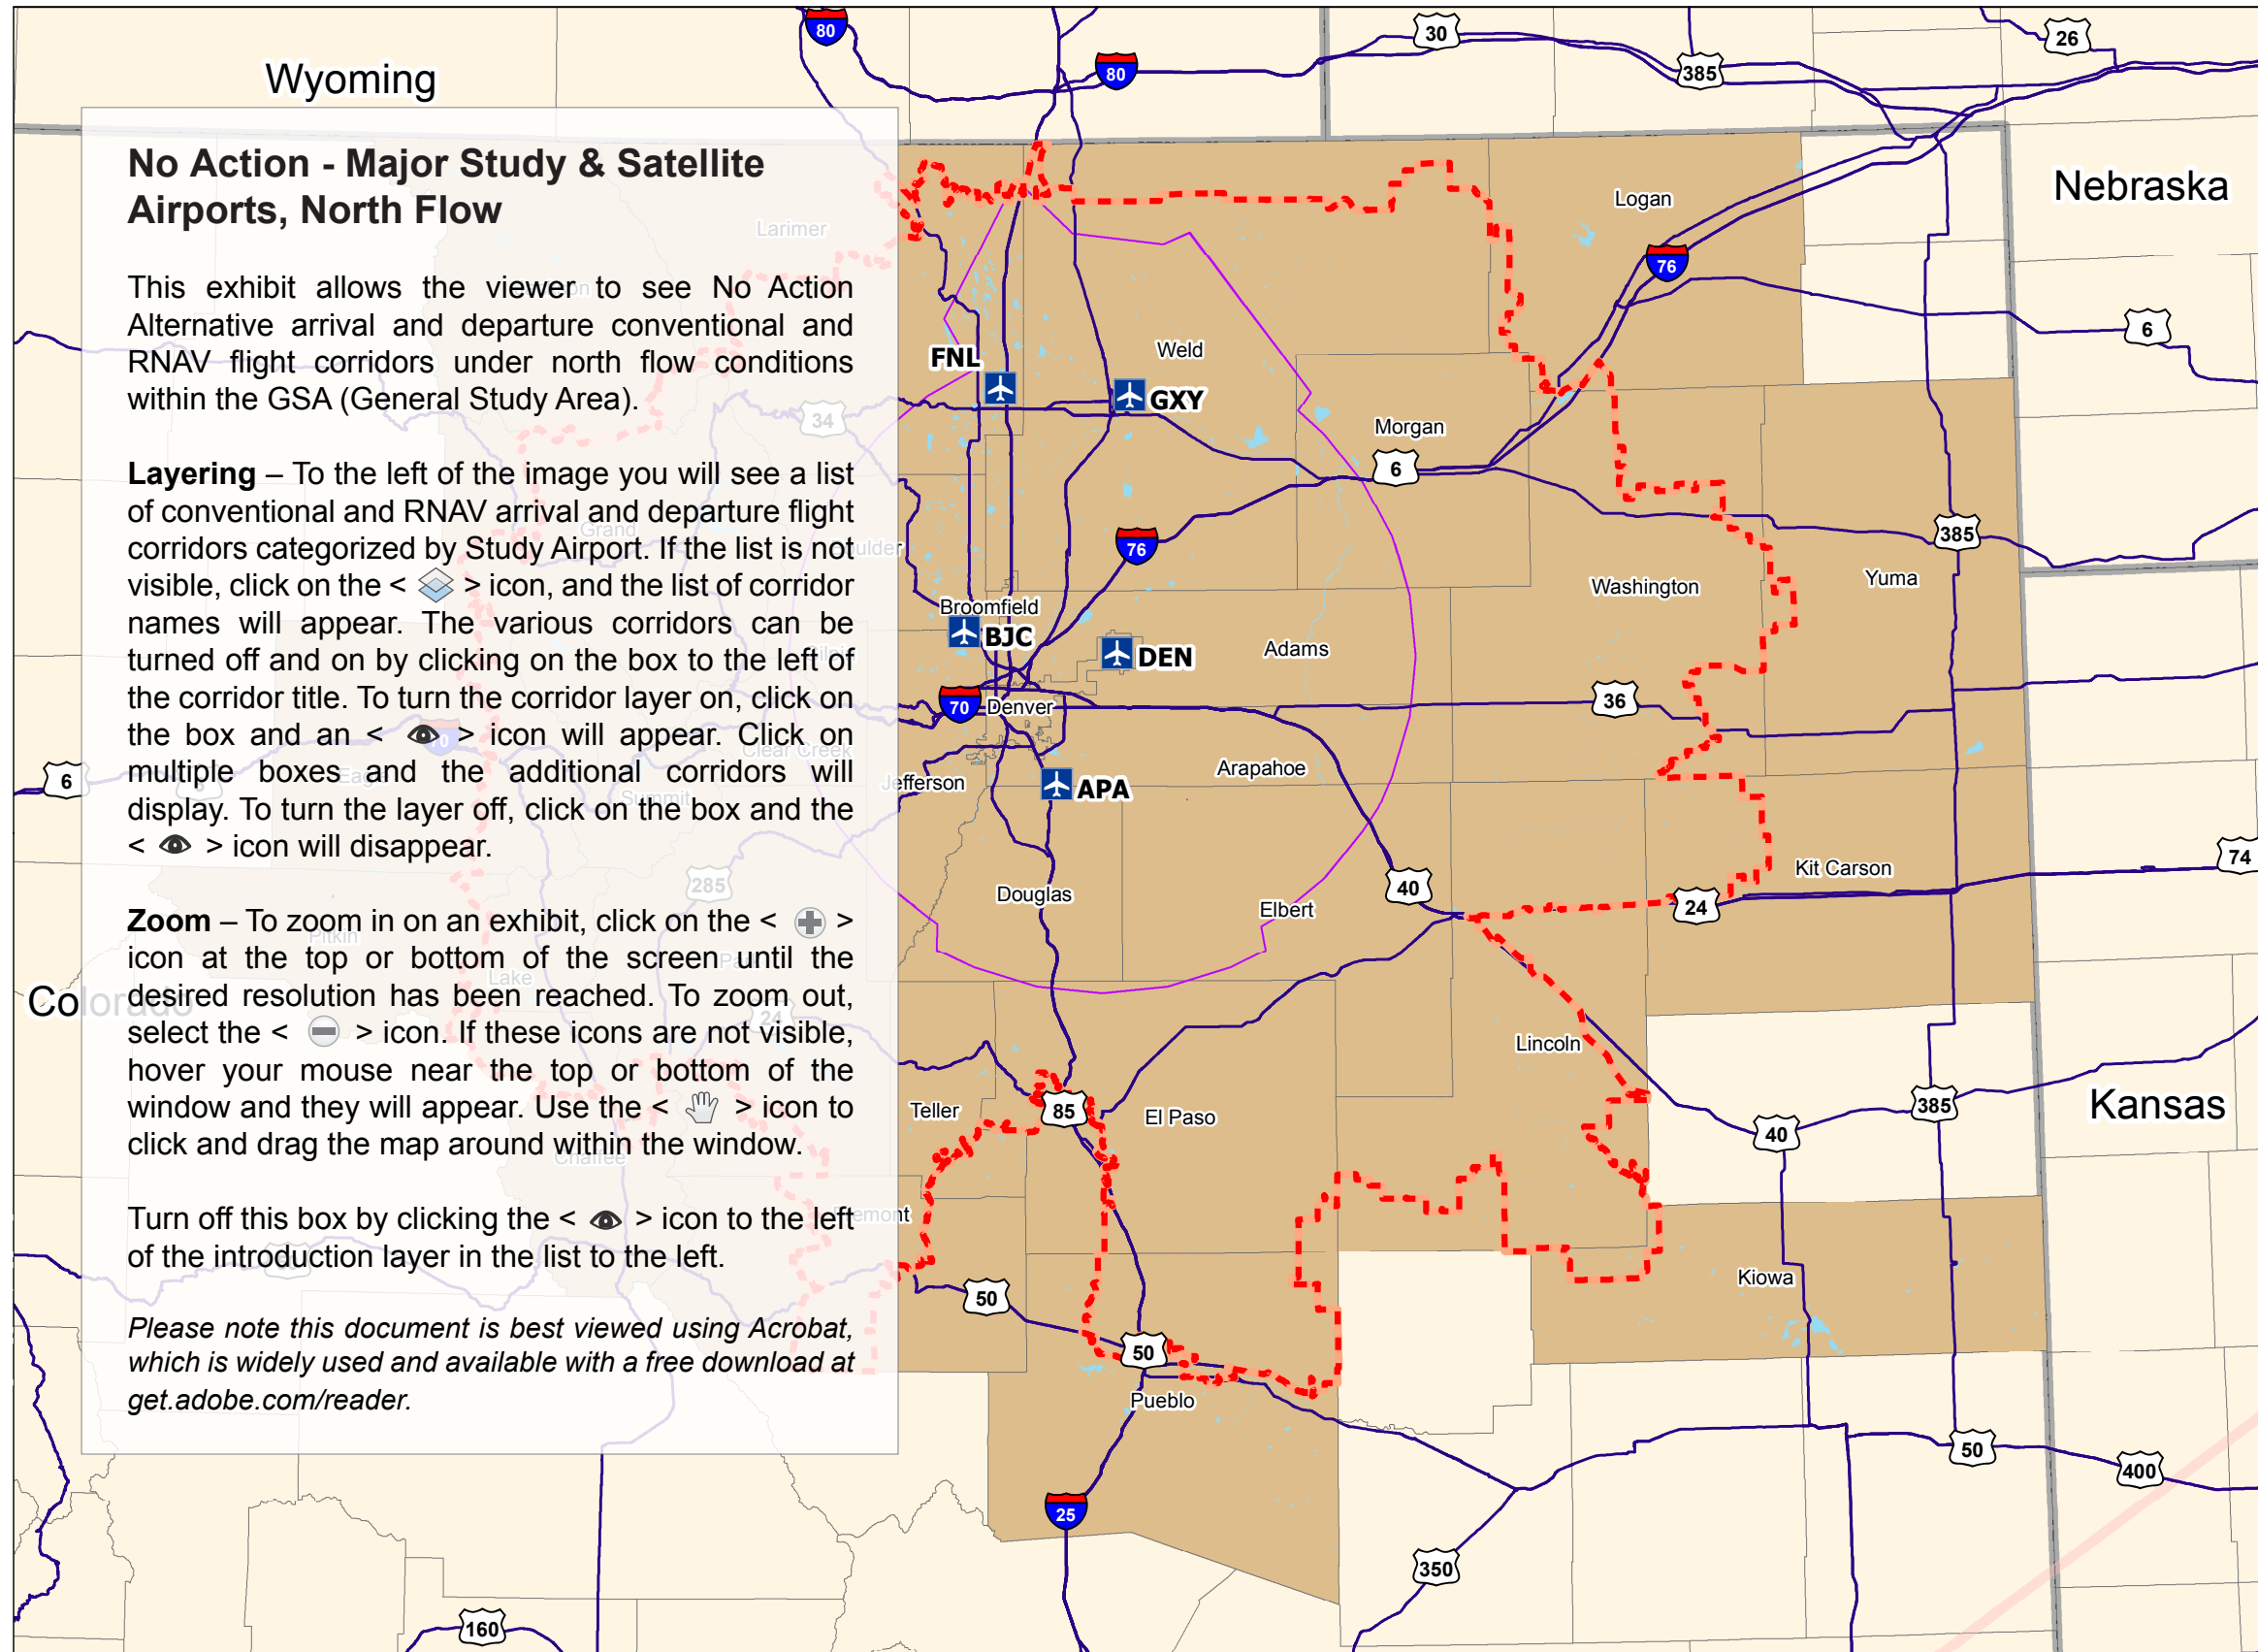 80
30
26
Wyoming
80
385
No Action - Major Study & Satellite
Airports, North Flow
Nebraska
Logan
Larimer
76
This exhibit allows the viewer to see No Action
Alternative arrival and departure conventional and
RNAV flight corridors under north flow conditions
within the GSA (General Study Area).
6
Weld
FNL
GXY
34
Morgan
6
Layering – To the left of the image you will see a list
of conventional and RNAV arrival and departure flight
corridors categorized by Study Airport. If the list is not
visible, click on the < > icon, and the list of corridor
names will appear. The various corridors can be
turned off and on by clicking on the box to the left of
the corridor title. To turn the corridor layer on, click on
the box and an < > icon will appear. Click on
multiple boxes and the additional corridors will
display. To turn the layer off, click on the box and the
< > icon will disappear.
Grand
Boulder
76
385
Washington
Yuma
Broomfield
BJC
DEN
Adams
Gilpin
70
Denver
36
70
Clear Creek
Eagle
Summit
6
Jefferson
APA
Arapahoe
285
40
Kit Carson
74
Douglas
Elbert
24
Zoom – To zoom in on an exhibit, click on the < >
icon at the top or bottom of the screen until the
desired resolution has been reached. To zoom out,
select the < > icon. If these icons are not visible,
hover your mouse near the top or bottom of the
window and they will appear. Use the < > icon to
click and drag the map around within the window.
Pitkin
Park
Lake
Colorado
24
Lincoln
Teller
85
El Paso
40
385
Kansas
Chaffee
Fremont
Turn off this box by clicking the < > icon to the left
of the introduction layer in the list to the left.
50
Kiowa
Please note this document is best viewed using Acrobat,
which is widely used and available with a free download at
get.adobe.com/reader.
50
Pueblo
50
400
25
350
160